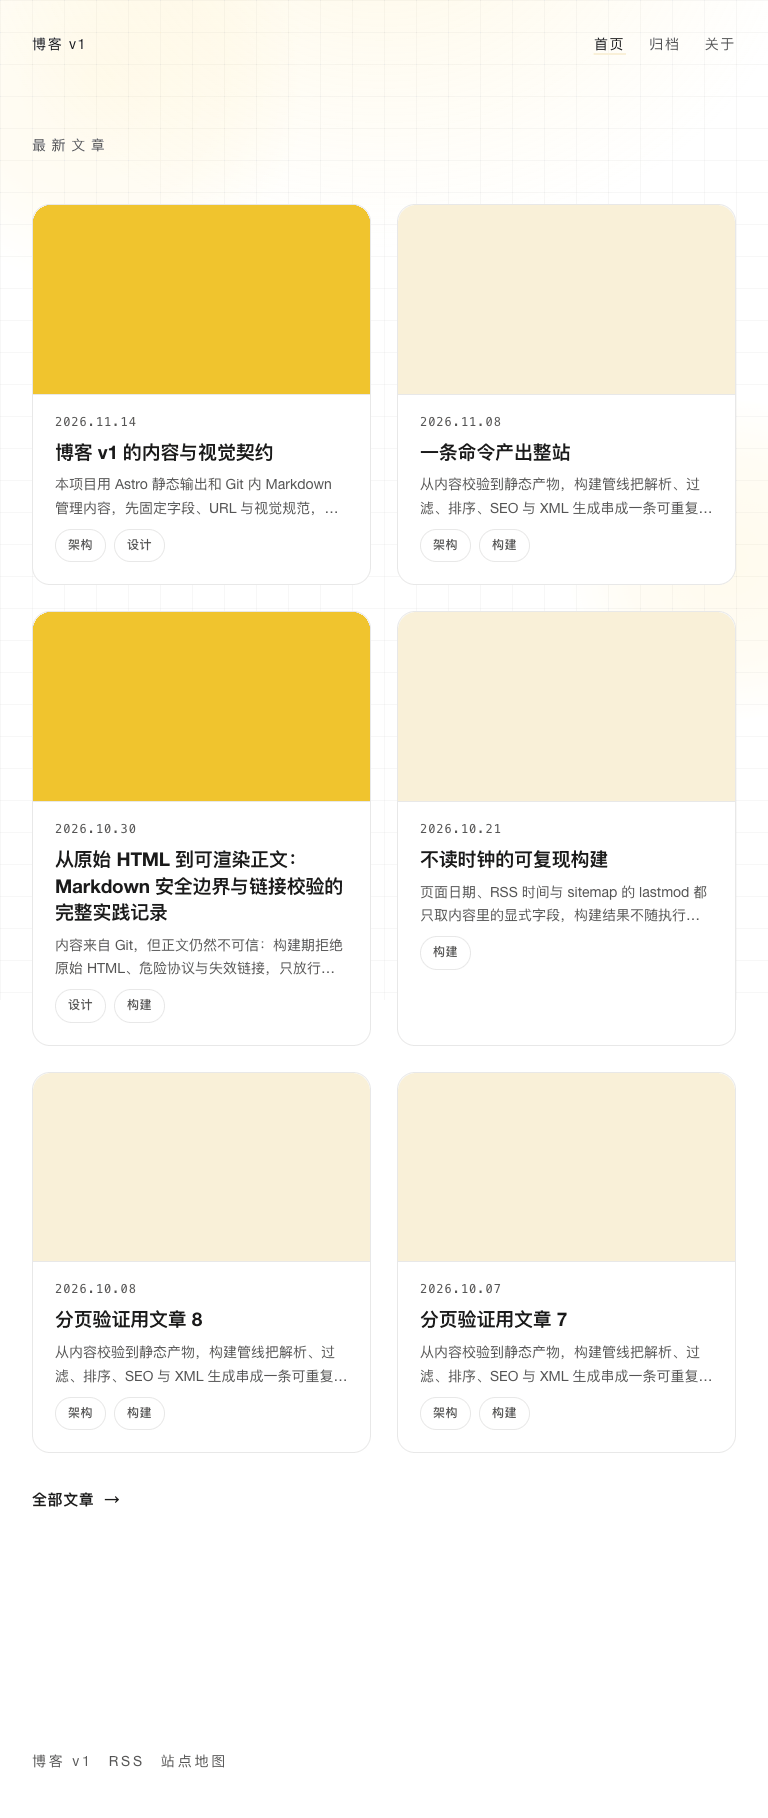 博客 v1
首页 归档 关于
最新文章
2026.11.14
博客 v1 的内容与视觉契约
本项目用 Astro 静态输出和 Git 内 Markdown
管理内容，先固定字段、URL 与视觉规范，…
架构 设计
2026.11.08
一条命令产出整站
从内容校验到静态产物，构建管线把解析、过
滤、排序、SEO 与 XML 生成串成一条可重复…
架构 构建
2026.10.30
从原始 HTML 到可渲染正文：
Markdown 安全边界与链接校验的
完整实践记录
内容来自 Git，但正文仍然不可信：构建期拒绝
原始 HTML、危险协议与失效链接，只放行…
设计 构建
2026.10.21
不读时钟的可复现构建
页面日期、RSS 时间与 sitemap 的 lastmod 都
只取内容里的显式字段，构建结果不随执行…
构建
2026.10.08
分页验证用文章 8
从内容校验到静态产物，构建管线把解析、过
滤、排序、SEO 与 XML 生成串成一条可重复…
架构 构建
2026.10.07
分页验证用文章 7
从内容校验到静态产物，构建管线把解析、过
滤、排序、SEO 与 XML 生成串成一条可重复…
架构 构建
全部文章 →
博客 v1 RSS 站点地图